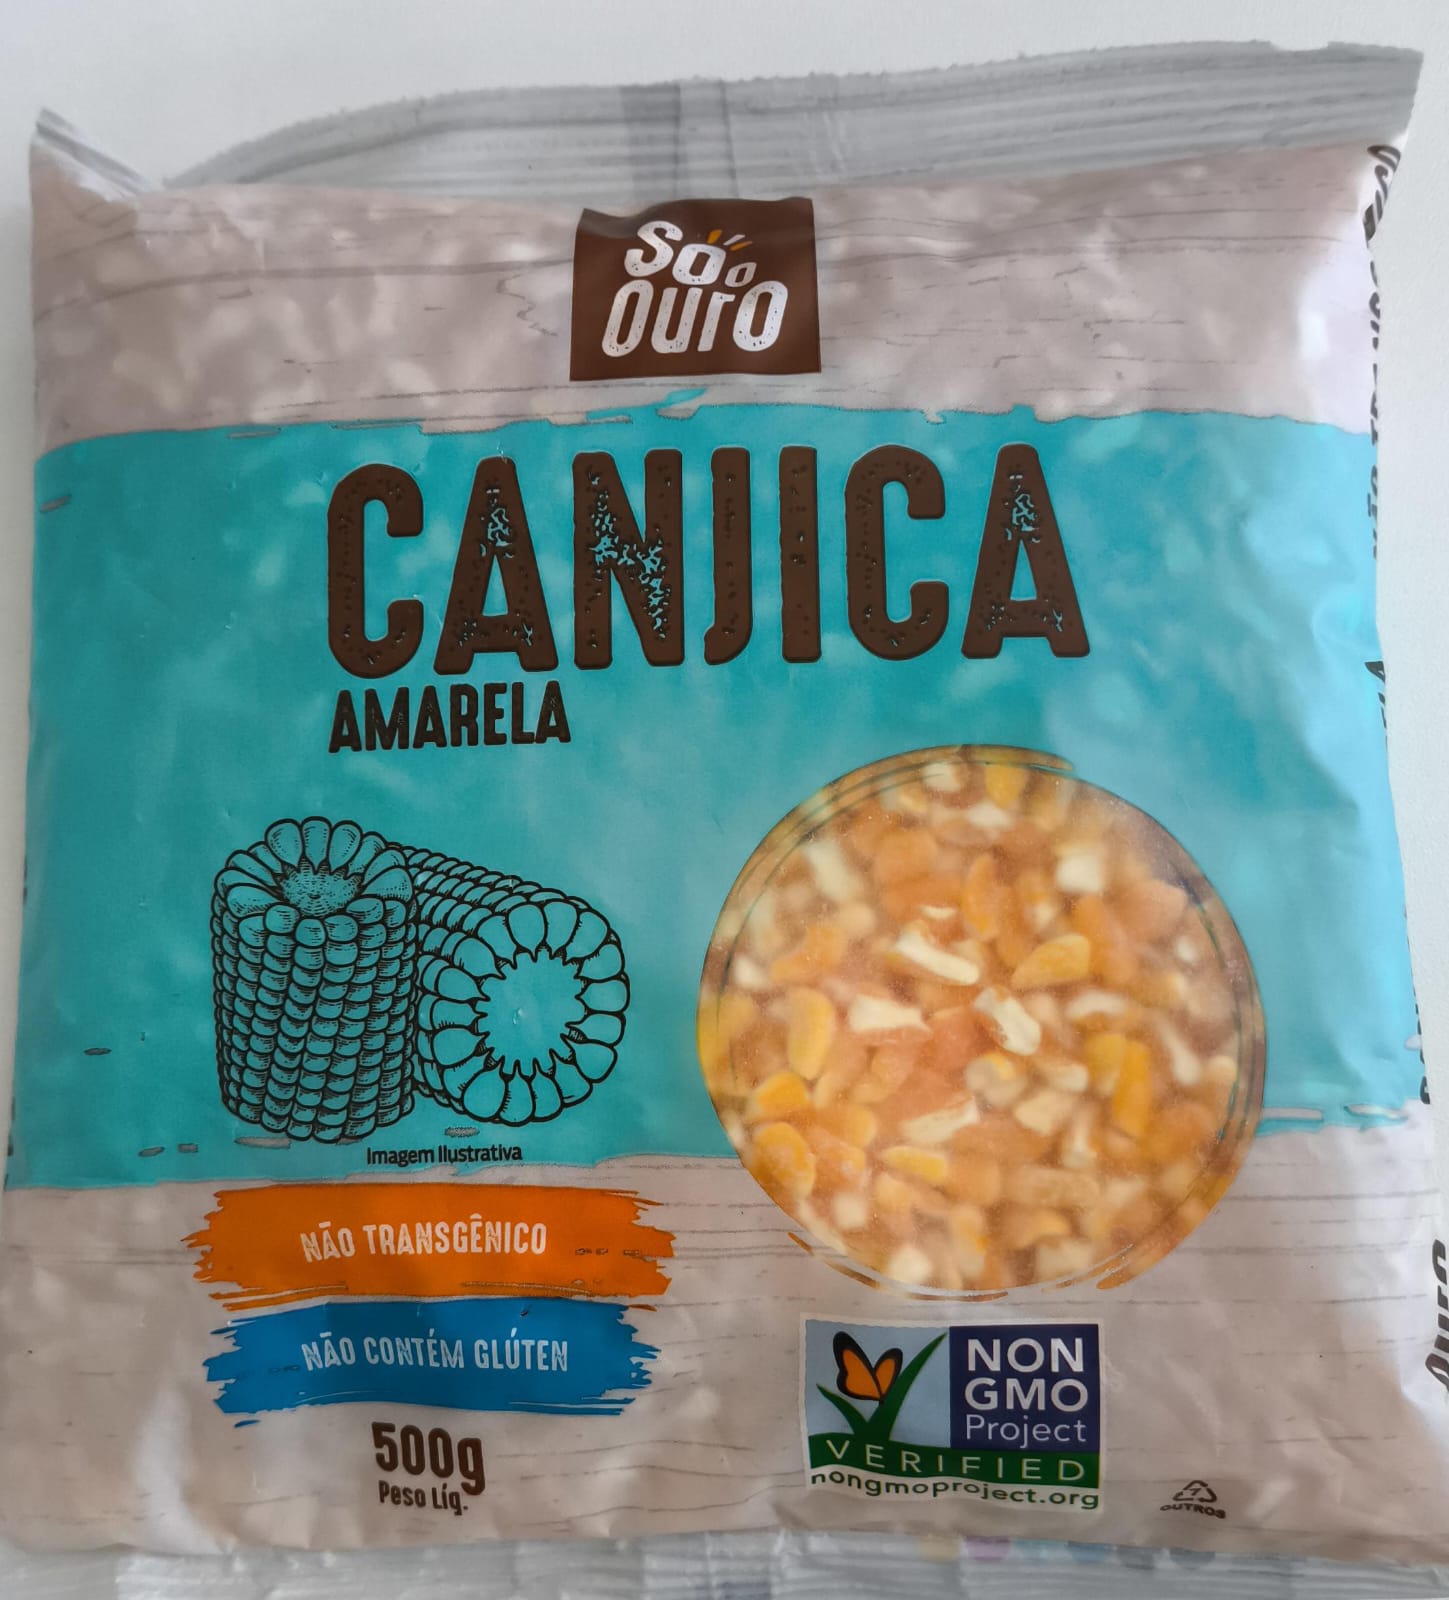 Só o
ouro
CANJICA
AMARELA
Imagem Ilustrativa
NÃO TRANSGÊNICO
NÃO CONTÉM GLÚTEN
500g
Peso Líq.
NON
GMO
Project
VERIFIED
nongmoproject.org
7
OUTROS